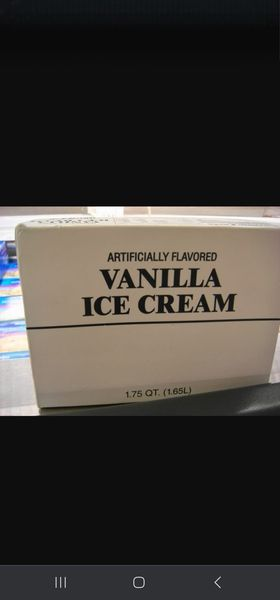 ARTIFICIALLY FLAVORED
VANILLA
ICE CREAM
1.75 QT. (1.65L)